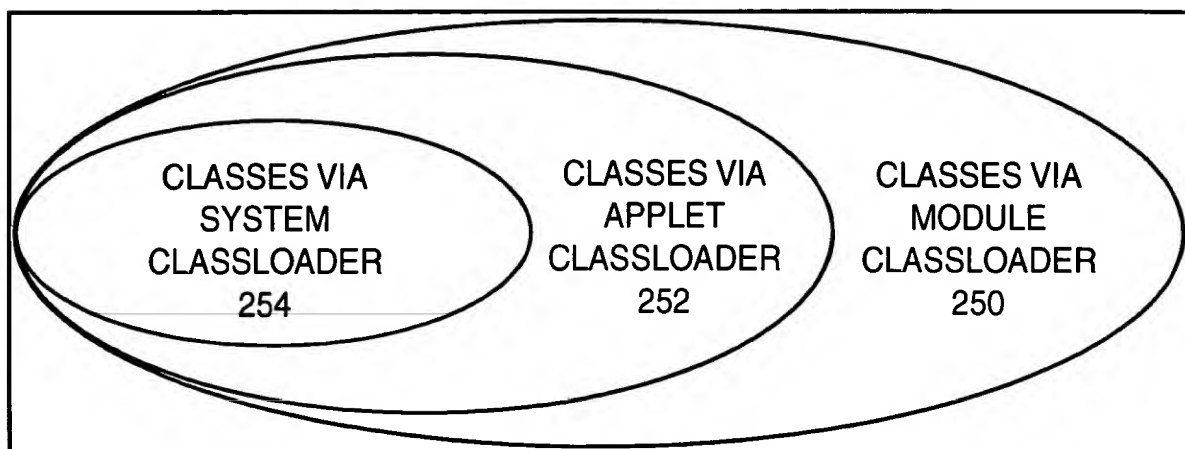 CLASSES VIA
SYSTEM
CLASSLOADER
254
CLASSES VIA
APPLET
CLASSLOADER
252
CLASSES VIA
MODULE
CLASSLOADER
250